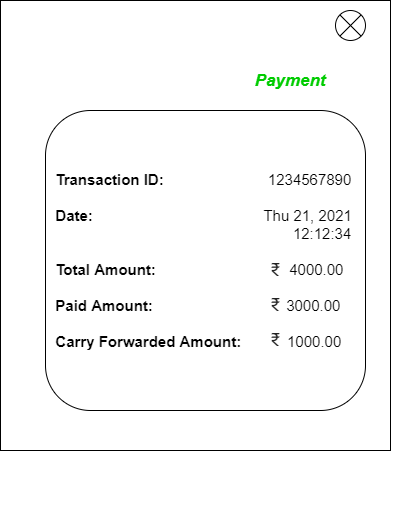 Payment
Transaction ID: 1234567890
Date: Thu 21, 2021
12:12:34
Total Amount: ₹ 4000.00
Paid Amount: ₹ 3000.00
Carry Forwarded Amount: ₹ 1000.00